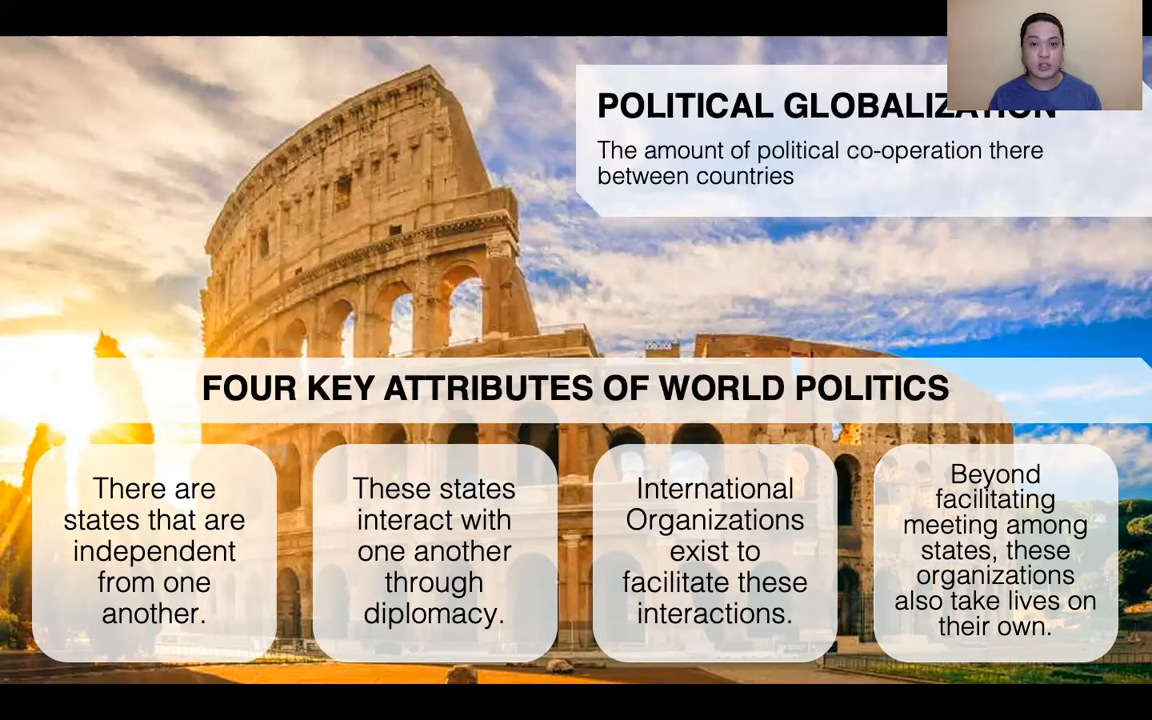 POLITICAL GLOBALIZATION
The amount of political co-operation there
between countries
FOUR KEY ATTRIBUTES OF WORLD POLITICS
There are
states that are
independent
from one
another.
These states
interact with
one another
through
diplomacy.
International
Organizations
exist to
facilitate these
interactions.
Beyond
facilitating
meeting among
states, these
organizations
also take lives on
their own.